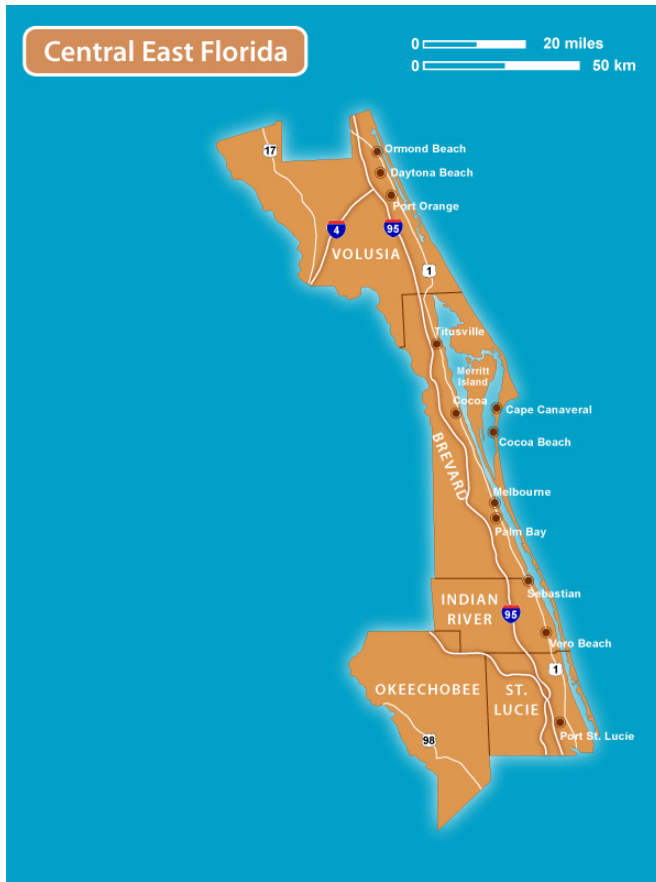 Central East Florida
0 20 miles
0 50 km
17
Ormond Beach
Daytona Beach
Port Orange
4
95
VOLUSIA
1
Titusville
Merritt
Island
Cocoa
Cape Canaveral
Cocoa Beach
BREVARD
Melbourne
Palm Bay
Sebastian
INDIAN
RIVER
95
Vero Beach
1
OKEECHOBEE
ST.
LUCIE
98
Port St. Lucie